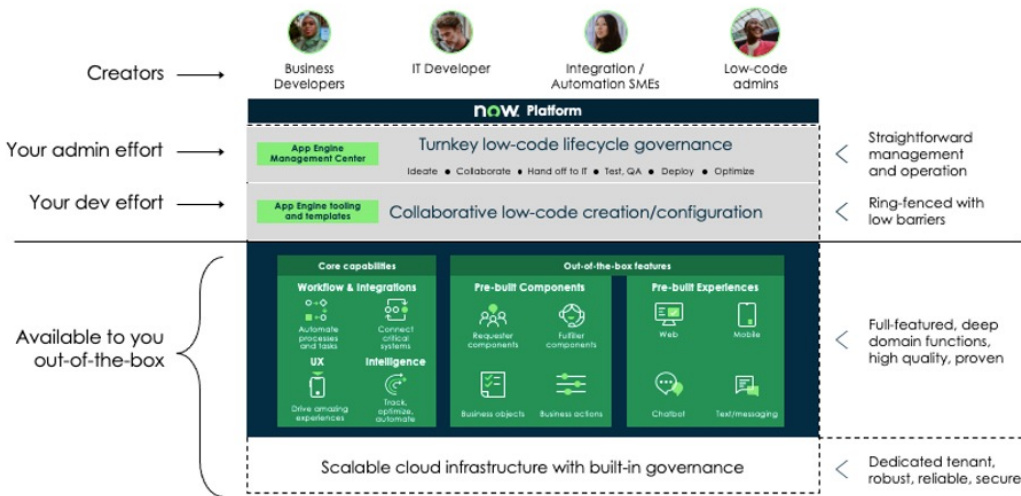 Creators
Business
Developers
IT Developer
Integration /
Automation SMEs
Low-code
admins
now Platform
Your admin effort
App Engine
Management Center
Turnkey low-code lifecycle governance
Ideate ● Collaborate ● Hand off to IT ● Test, QA ● Deploy ● Optimize
Straightforward
management
and operation
Your dev effort
App Engine tooling
and templates
Collaborative low-code creation/configuration
Ring-fenced with
low barriers
Available to you
out-of-the-box
Core capabilities
Workflow & Integrations
Automate
processes
and tasks
Connect
critical
systems
UX
Drive amazing
experiences
Intelligence
Track,
optimize,
automate
Out-of-the-box features
Pre-built Components
Requester
components
Fulfiller
components
Business objects
Business actions
Pre-built Experiences
Web
Mobile
Chatbot
Text/messaging
Full-featured, deep
domain functions,
high quality, proven
Scalable cloud infrastructure with built-in governance
Dedicated tenant,
robust, reliable, secure